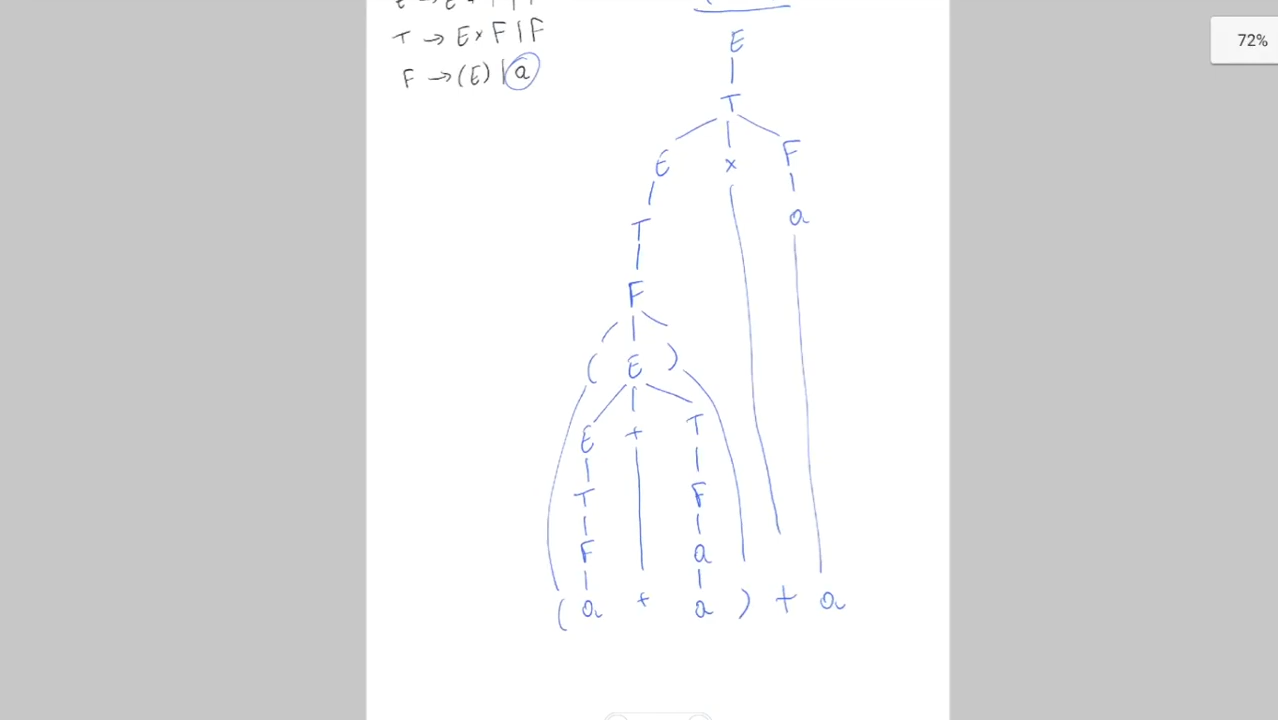 T → E × F | F
F → (E) | a
E
T
E × F
T a
F
( E )
E + T
T F
F a
( a + a ) + a
72%